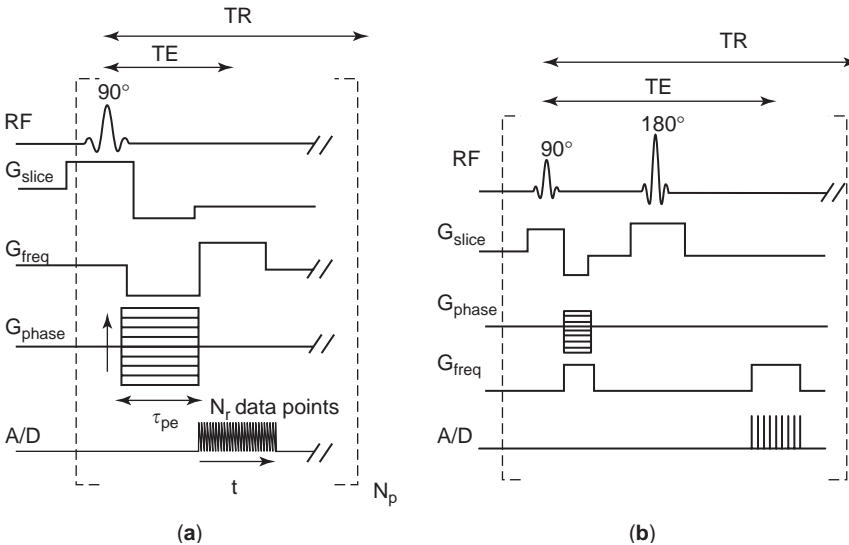 TR
TE
90°
RF
G_slice
G_freq
G_phase
τ_pe
N_r data points
A/D
t
N_p
(a)
TR
TE
180°
90°
RF
G_slice
G_phase
G_freq
A/D
(b)